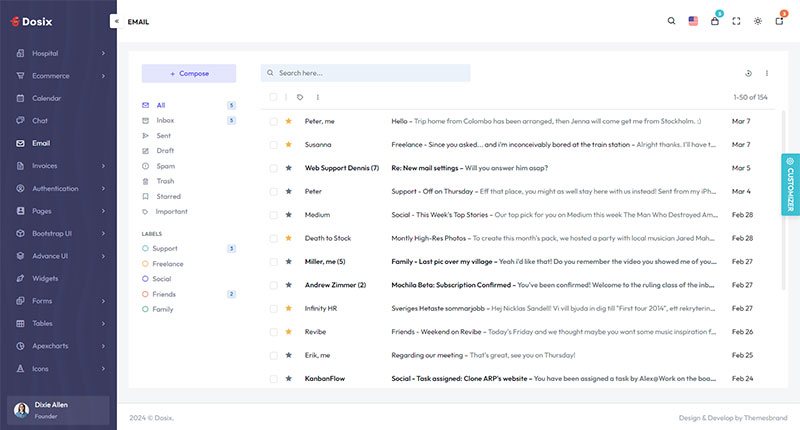 Dosix
Hospital
Ecommerce
Calendar
Chat
Email
Invoices
Authentication
Pages
Bootstrap UI
Advance UI
Widgets
Forms
Tables
Apexcharts
Icons
Dixie Allen
Founder
EMAIL
+ Compose
All 5
Inbox 5
Sent
Draft
Spam
Trash
Starred
Important
LABELS
Support 5
Freelance
Social
Friends 2
Family
Search here...
1-50 of 154
Peter, me Hello – Trip home from Colombo has been arranged, then Jenna will come get me from Stockholm. :) Mar 7
Susanna Freelance - Since you asked... and i'm inconceivably bored at the train station – Alright thanks. I'll have t... Mar 7
Web Support Dennis (7) Re: New mail settings – Will you answer him asap? Mar 5
Peter Support - Off on Thursday – Eff that place, you might as well stay here with us instead! Sent from my iPh... Mar 4
Medium Social - This Week's Top Stories – Our top pick for you on Medium this week The Man Who Destroyed Am... Feb 28
Death to Stock Montly High-Res Photos – To create this month's pack, we hosted a party with local musician Jared Mah... Feb 28
Miller, me (5) Family - Last pic over my village – Yeah i'd like that! Do you remember the video you showed me of you... Feb 27
Andrew Zimmer (2) Mochila Beta: Subscription Confirmed – You've been confirmed! Welcome to the ruling class of the inb... Feb 28
Infinity HR Sveriges Hetaste sommarjobb – Hej Nicklas Sandell! Vi vill bjuda in dig till "First tour 2014", ett rekryterin... Feb 27
Revibe Friends - Weekend on Revibe – Today's Friday and we thought maybe you want some music inspiration f... Feb 26
Erik, me Regarding our meeting – That's great, see you on Thursday! Feb 25
KanbanFlow Social - Task assigned: Clone ARP's website – You have been assigned a task by Alex@Work on the boa... Feb 24
CUSTOMIZER
2024 © Dosix.
Design & Develop by Themesbrand